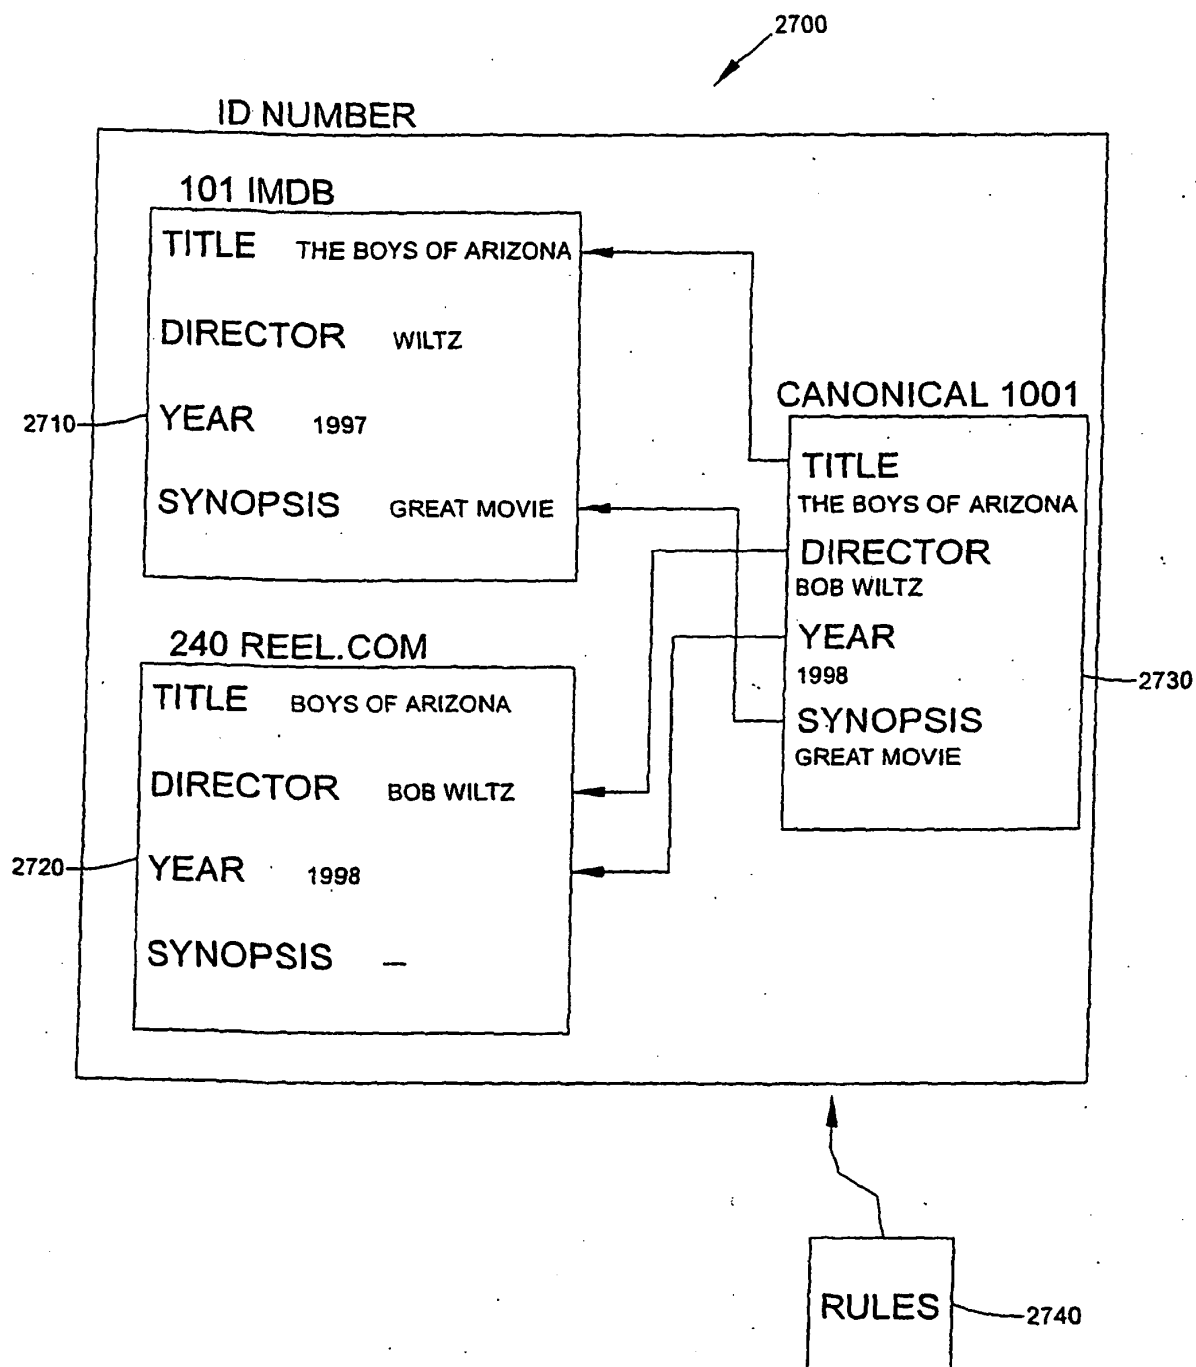 2700
ID NUMBER
101 IMDB
TITLE THE BOYS OF ARIZONA
DIRECTOR WILTZ
2710 YEAR 1997
SYNOPSIS GREAT MOVIE
240 REEL.COM
TITLE BOYS OF ARIZONA
DIRECTOR BOB WILTZ
2720 YEAR 1998
SYNOPSIS –
CANONICAL 1001
TITLE
THE BOYS OF ARIZONA
DIRECTOR
BOB WILTZ
YEAR
1998
2730
SYNOPSIS
GREAT MOVIE
RULES
2740